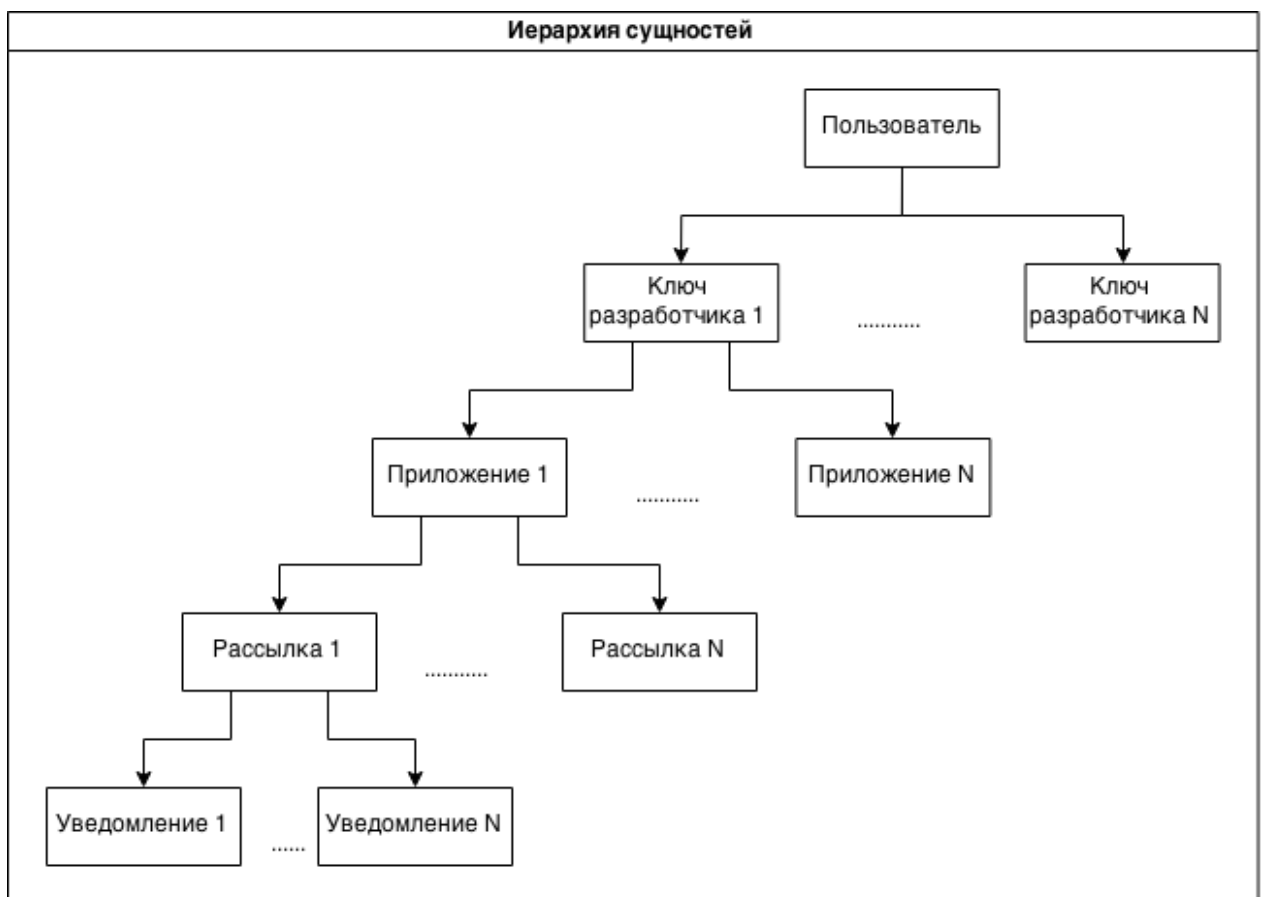 Иерархия сущностей
Пользователь
Ключ
разработчика 1
...........
Ключ
разработчика N
Приложение 1
...........
Приложение N
Рассылка 1
...........
Рассылка N
Уведомление 1
......
Уведомление N